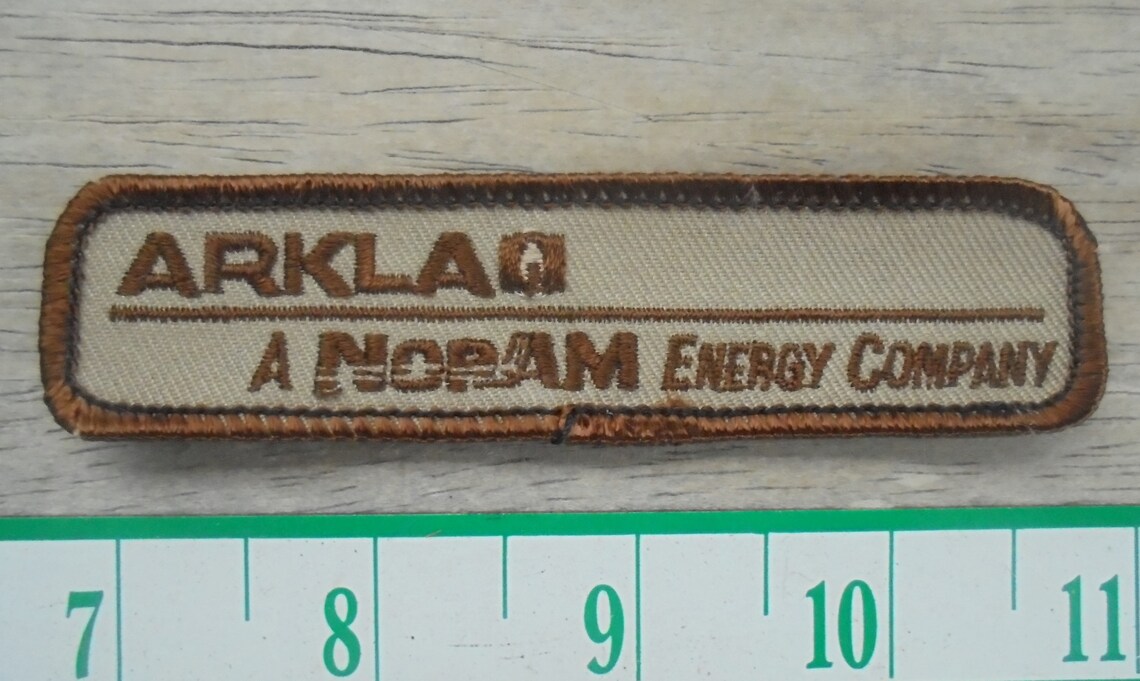 ARKLA
A NORAM ENERGY COMPANY
7 8 9 10 11